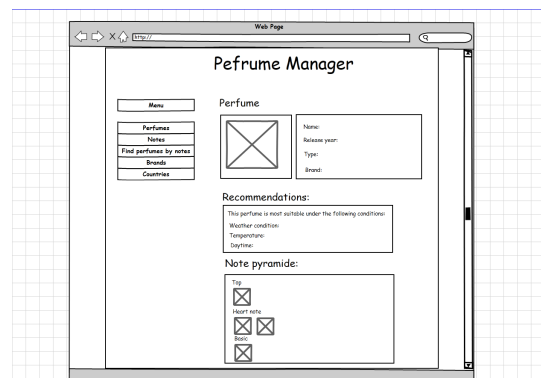 Web Page
http://
Pefrume Manager
Menu
Perfumes
Notes
Find perfumes by notes
Brands
Countries
Perfume
Name:
Release year:
Type:
Brand:
Recommendations:
This perfume is most suitable under the following conditions:
Weather condition:
Temperature:
Daytime:
Note pyramide:
Top
Heart note
Basic